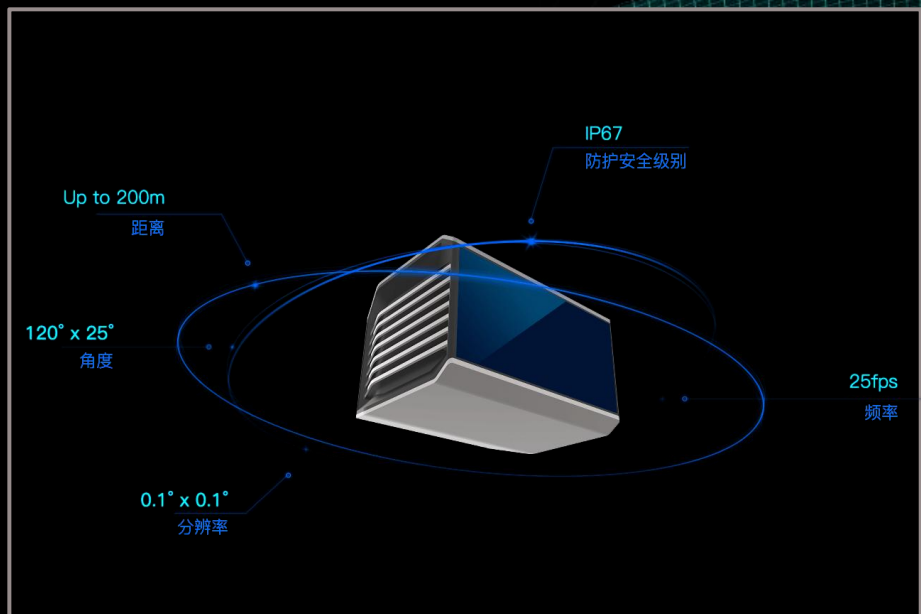 IP67
防护安全级别
Up to 200m
距离
120° x 25°
角度
25fps
频率
0.1° x 0.1°
分辨率